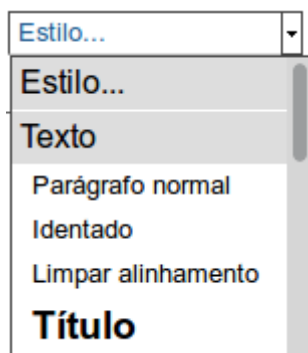 Estilo...
Estilo...
Texto
Parágrafo normal
Identado
Limpar alinhamento
Título